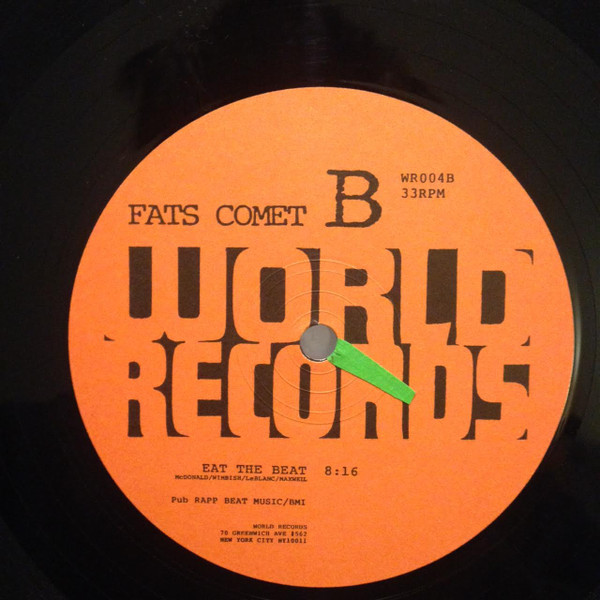 FATS COMET
B
WR004B
33RPM
WORLD
RECORDS
EAT THE BEAT 8:16
McDONALD/WIMBISH/LeBLANC/MAXWELL
Pub RAPP BEAT MUSIC/BMI
WORLD RECORDS
70 GREENWICH AVE #562
NEW YORK CITY NY10011